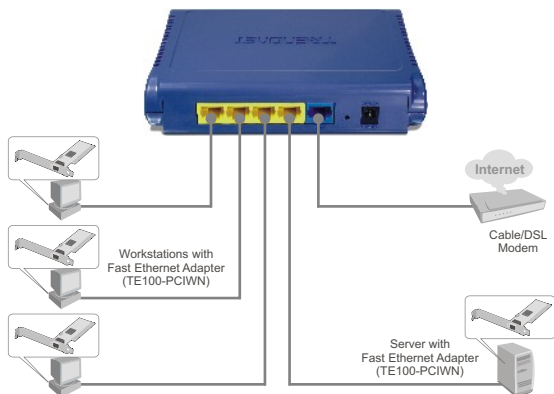 TRENDNET
Internet
Cable/DSL
Modem
Workstations with
Fast Ethernet Adapter
(TE100-PCIWN)
Server with
Fast Ethernet Adapter
(TE100-PCIWN)